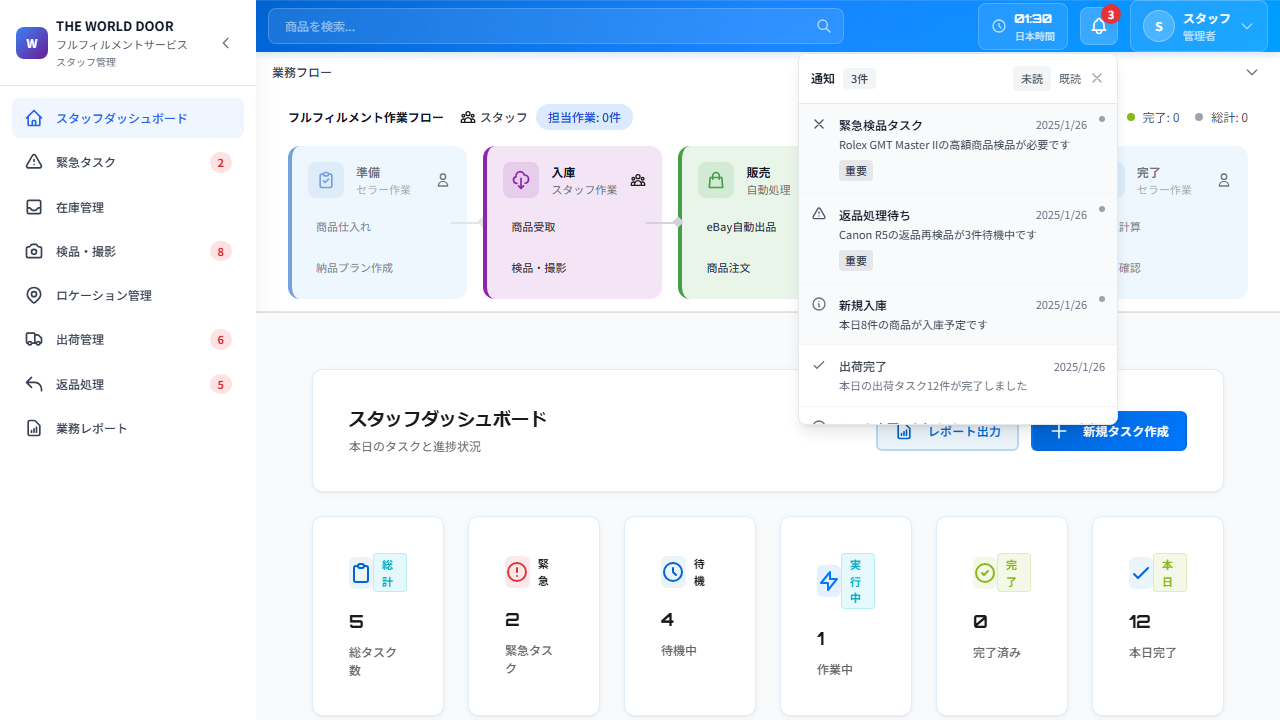 W
THE WORLD DOOR
フルフィルメントサービス
スタッフ管理
スタッフダッシュボード
緊急タスク
2
在庫管理
検品・撮影
8
ロケーション管理
出荷管理
6
返品処理
5
業務レポート
商品を検索...
01:30
日本時間
3
S
スタッフ
管理者
業務フロー
フルフィルメント作業フロー
スタッフ
担当作業: 0件
完了: 0
総計: 0
準備
セラー作業
商品仕入れ
納品プラン作成
入庫
スタッフ作業
商品受取
検品・撮影
販売
自動処理
eBay自動出品
商品注文
完了
セラー作業
計算
確認
通知
3件
未読
既読
緊急検品タスク
2025/1/26
Rolex GMT Master IIの高額商品検品が必要です
重要
返品処理待ち
2025/1/26
Canon R5の返品再検品が3件待機中です
重要
新規入庫
2025/1/26
本日8件の商品が入庫予定です
出荷完了
2025/1/26
本日の出荷タスク12件が完了しました
スタッフダッシュボード
本日のタスクと進捗状況
レポート出力
新規タスク作成
総
計
5
総タスク
数
緊
急
2
緊急タス
ク
待
機
4
待機中
実
行
中
1
作業中
完
了
0
完了済み
本
日
12
本日完了